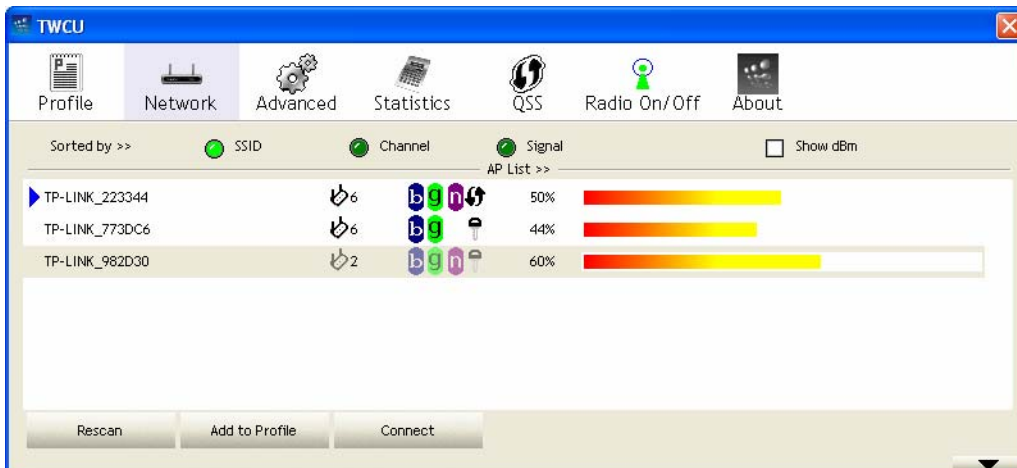 TWCU
Profile Network Advanced Statistics QSS Radio On/Off About
Sorted by >> SSID Channel Signal Show dBm
AP List >>
TP-LINK_223344 6 b g n 50%
TP-LINK_773DC6 6 b g 44%
TP-LINK_982D30 2 b g n 60%
Rescan Add to Profile Connect